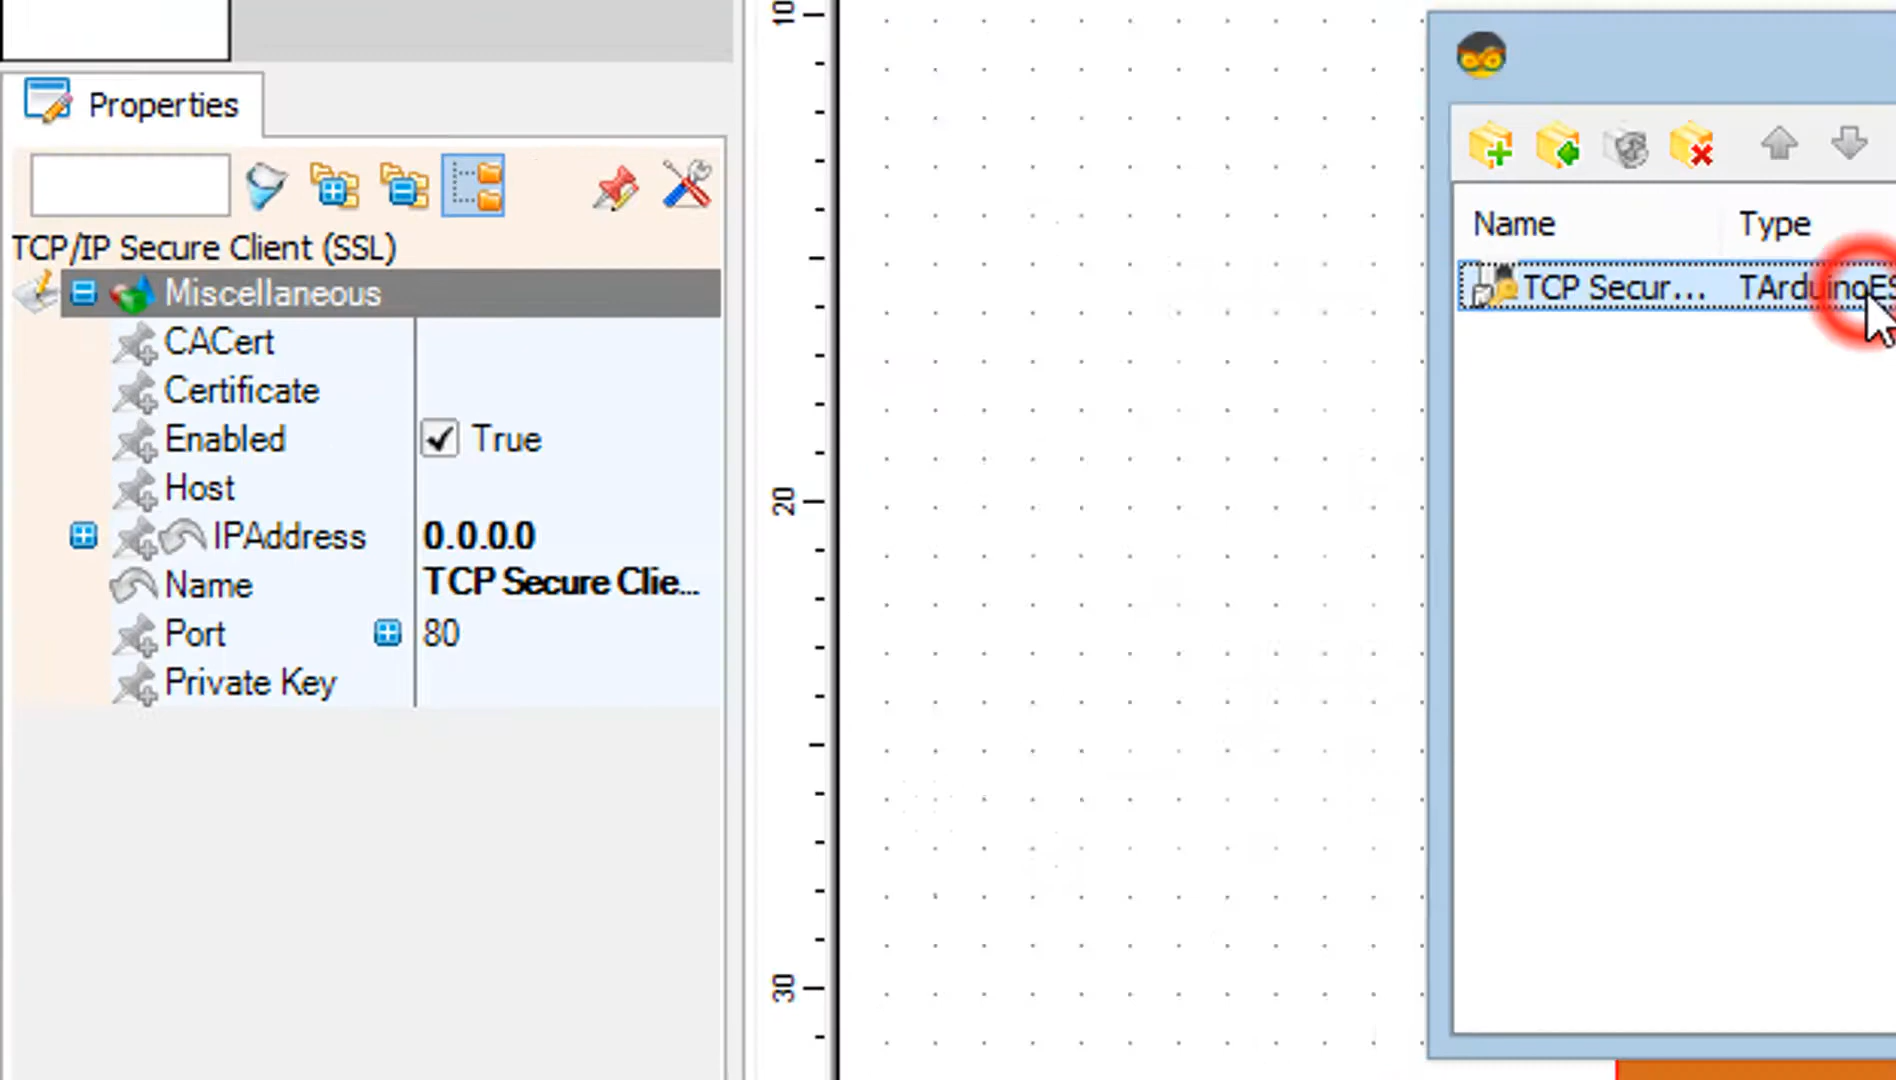 Properties
TCP/IP Secure Client (SSL)
Miscellaneous
CACert
Certificate
Enabled True
Host
IPAddress 0.0.0.0
Name TCP Secure Clie...
Port 80
Private Key
10
20
30
Name Type
TCP Secur... TArduinoES